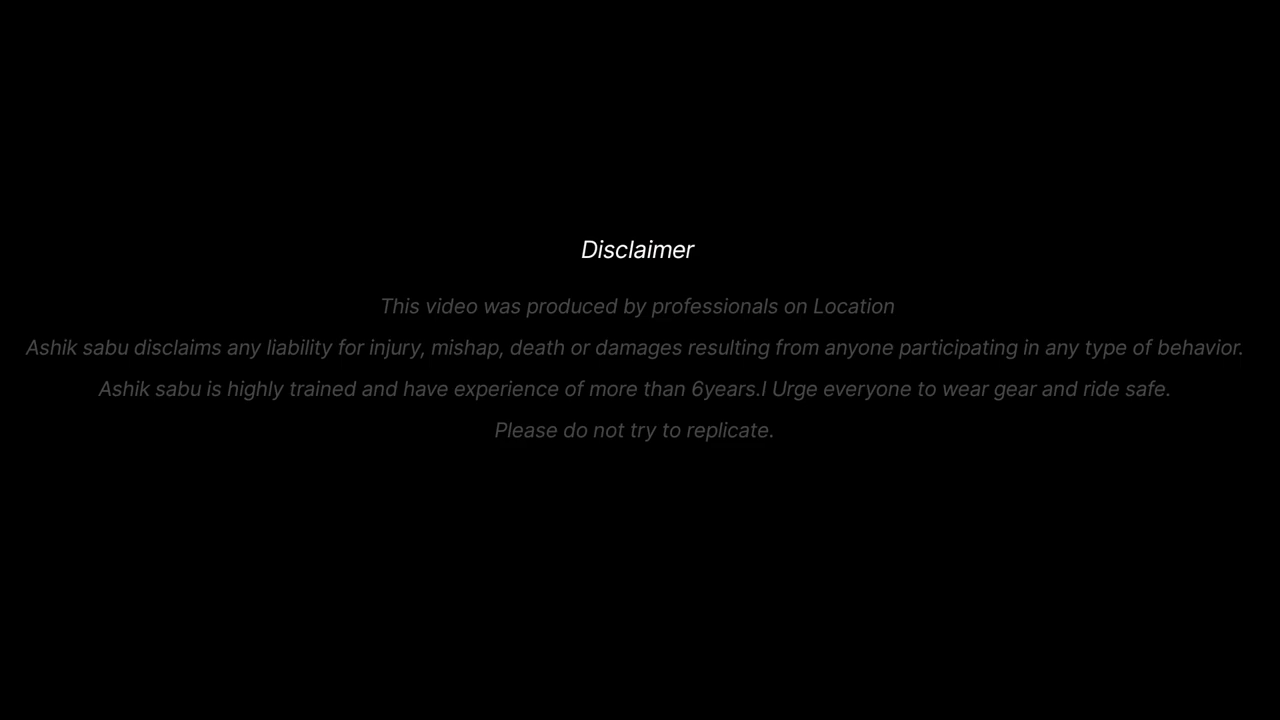 Disclaimer
This video was produced by professionals on Location
Ashik sabu disclaims any liability for injury, mishap, death or damages resulting from anyone participating in any type of behavior.
Ashik sabu is highly trained and have experience of more than 6years.I Urge everyone to wear gear and ride safe.
Please do not try to replicate.